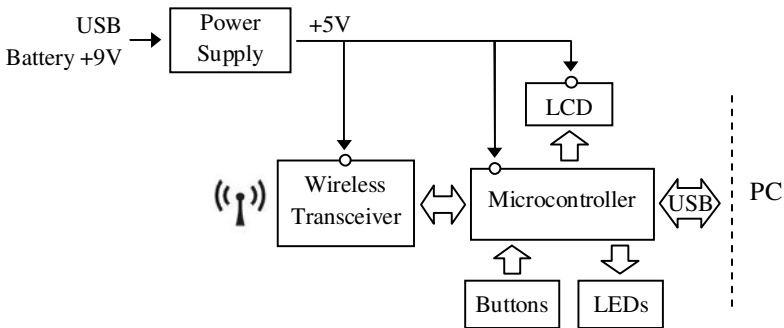 USB
Battery +9V
Power
Supply
+5V
LCD
Wireless
Transceiver
Microcontroller
USB
PC
Buttons
LEDs